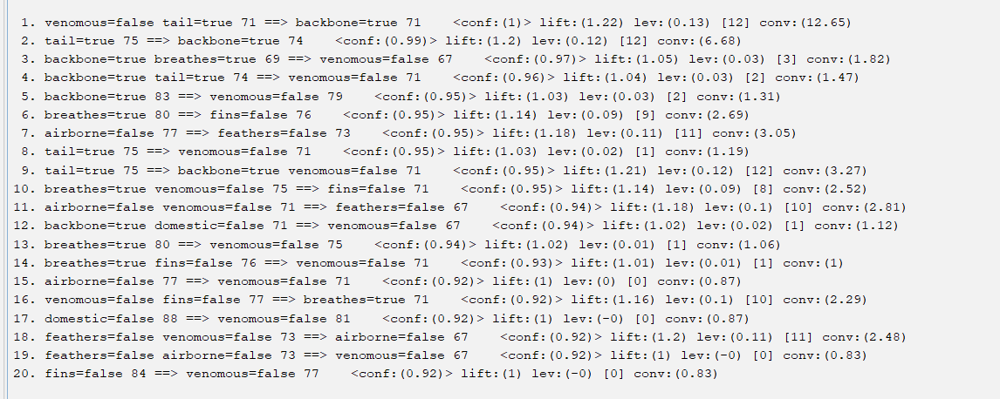 1. venomous=false tail=true 71 ==> backbone=true 71    <conf:(1)> lift:(1.22) lev:(0.13) [12] conv:(12.65)
2. tail=true 75 ==> backbone=true 74    <conf:(0.99)> lift:(1.2) lev:(0.12) [12] conv:(6.68)
3. backbone=true breathes=true 69 ==> venomous=false 67    <conf:(0.97)> lift:(1.05) lev:(0.03) [3] conv:(1.82)
4. backbone=true tail=true 74 ==> venomous=false 71    <conf:(0.96)> lift:(1.04) lev:(0.03) [2] conv:(1.47)
5. backbone=true 83 ==> venomous=false 79    <conf:(0.95)> lift:(1.03) lev:(0.03) [2] conv:(1.31)
6. breathes=true 80 ==> fins=false 76    <conf:(0.95)> lift:(1.14) lev:(0.09) [9] conv:(2.69)
7. airborne=false 77 ==> feathers=false 73    <conf:(0.95)> lift:(1.18) lev:(0.11) [11] conv:(3.05)
8. tail=true 75 ==> venomous=false 71    <conf:(0.95)> lift:(1.03) lev:(0.02) [1] conv:(1.19)
9. tail=true 75 ==> backbone=true venomous=false 71    <conf:(0.95)> lift:(1.21) lev:(0.12) [12] conv:(3.27)
10. breathes=true venomous=false 75 ==> fins=false 71    <conf:(0.95)> lift:(1.14) lev:(0.09) [8] conv:(2.52)
11. airborne=false venomous=false 71 ==> feathers=false 67    <conf:(0.94)> lift:(1.18) lev:(0.1) [10] conv:(2.81)
12. backbone=true domestic=false 71 ==> venomous=false 67    <conf:(0.94)> lift:(1.02) lev:(0.02) [1] conv:(1.12)
13. breathes=true 80 ==> venomous=false 75    <conf:(0.94)> lift:(1.02) lev:(0.01) [1] conv:(1.06)
14. breathes=true fins=false 76 ==> venomous=false 71    <conf:(0.93)> lift:(1.01) lev:(0.01) [1] conv:(1)
15. airborne=false 77 ==> venomous=false 71    <conf:(0.92)> lift:(1) lev:(0) [0] conv:(0.87)
16. venomous=false fins=false 77 ==> breathes=true 71    <conf:(0.92)> lift:(1.16) lev:(0.1) [10] conv:(2.29)
17. domestic=false 88 ==> venomous=false 81    <conf:(0.92)> lift:(1) lev:(-0) [0] conv:(0.87)
18. feathers=false venomous=false 73 ==> airborne=false 67    <conf:(0.92)> lift:(1.2) lev:(0.11) [11] conv:(2.48)
19. feathers=false airborne=false 73 ==> venomous=false 67    <conf:(0.92)> lift:(1) lev:(-0) [0] conv:(0.83)
20. fins=false 84 ==> venomous=false 77    <conf:(0.92)> lift:(1) lev:(-0) [0] conv:(0.83)